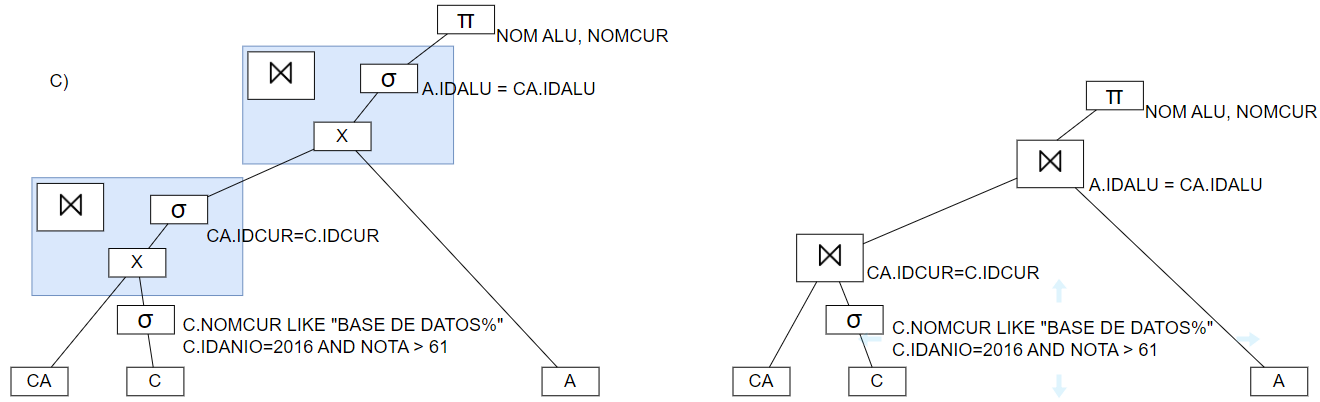 C)
π
NOM ALU, NOMCUR
⋈
σ
A.IDALU = CA.IDALU
X
⋈
σ
CA.IDCUR=C.IDCUR
X
σ
C.NOMCUR LIKE "BASE DE DATOS%"
C.IDANIO=2016 AND NOTA > 61
CA
C
A
π
NOM ALU, NOMCUR
⋈
A.IDALU = CA.IDALU
⋈
CA.IDCUR=C.IDCUR
σ
C.NOMCUR LIKE "BASE DE DATOS%"
C.IDANIO=2016 AND NOTA > 61
CA
C
A